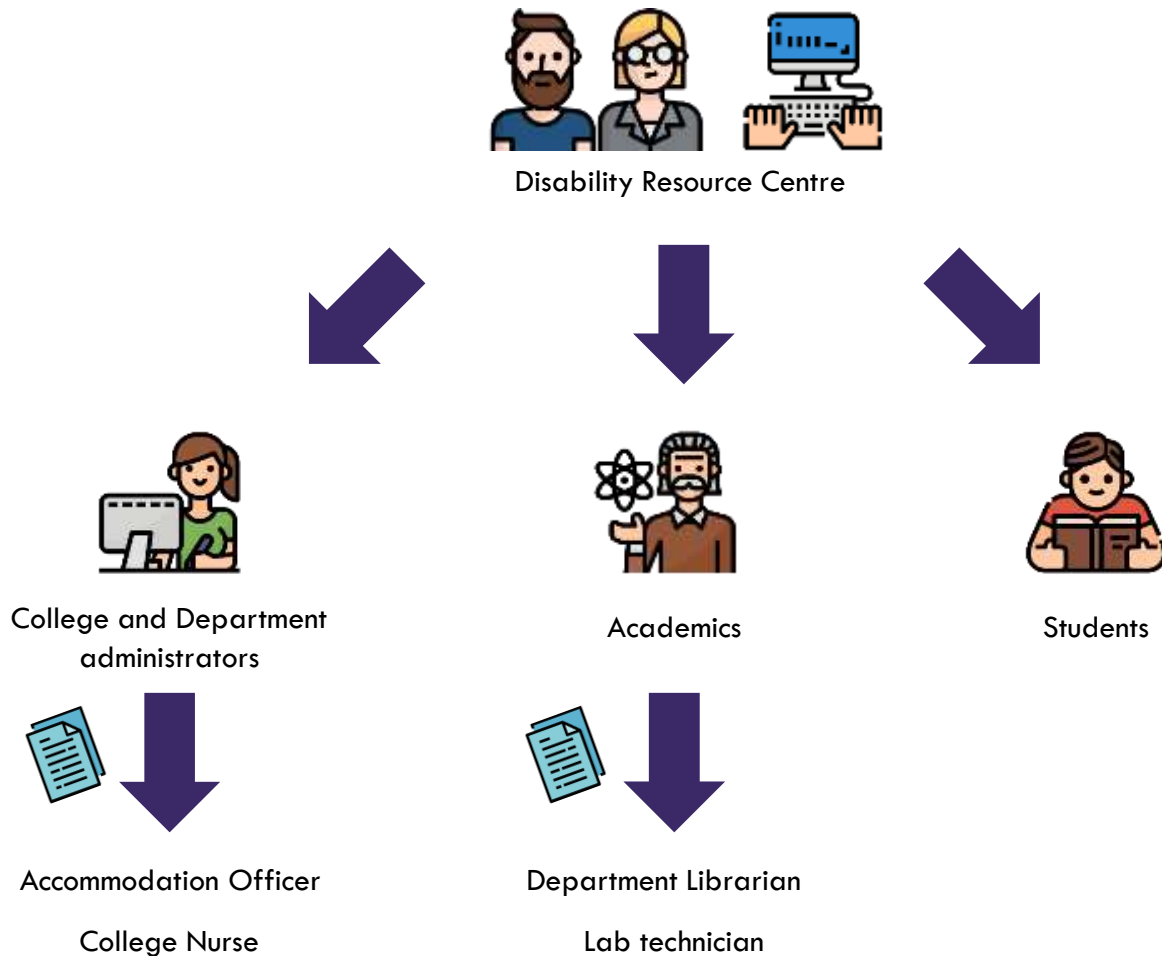 Disability Resource Centre
College and Department
administrators
Academics
Students
Accommodation Officer
College Nurse
Department Librarian
Lab technician